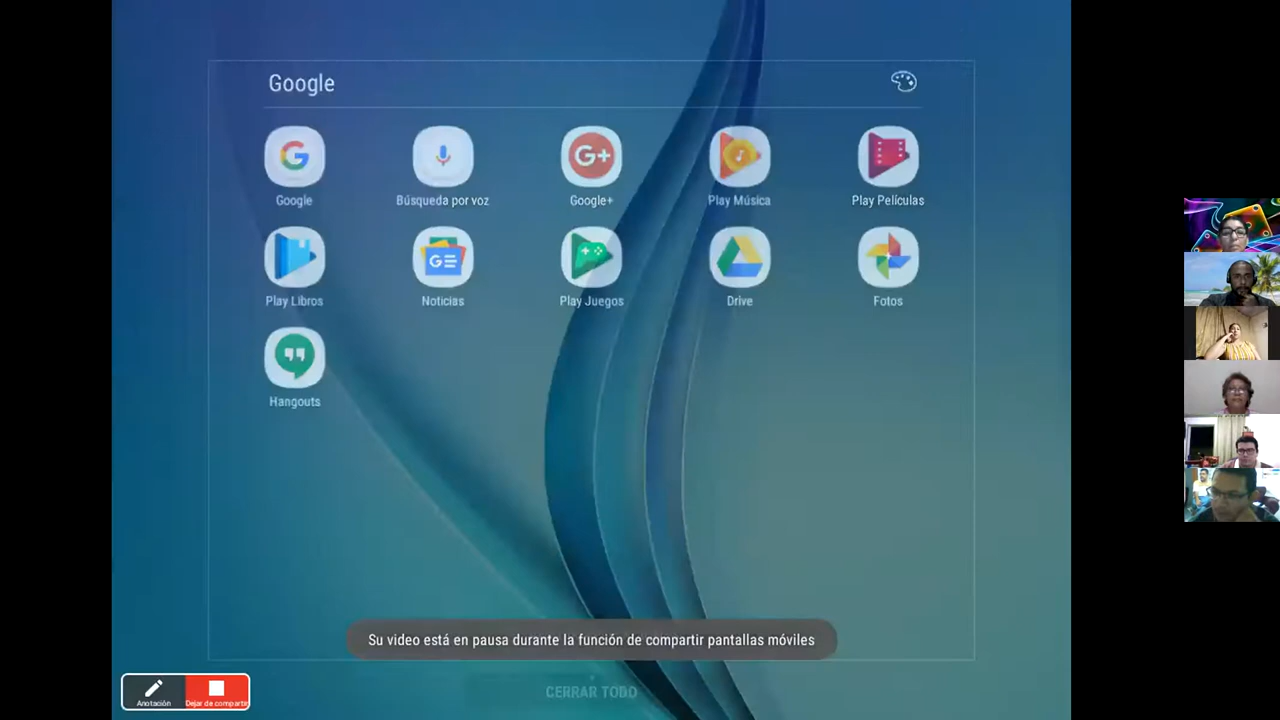 Google
Google
Búsqueda por voz
G+
Google+
Play Música
Play Películas
Play Libros
Noticias
Play Juegos
Drive
Fotos
Hangouts
Su video está en pausa durante la función de compartir pantallas móviles
CERRAR TODO
Anotación
Dejar de compartir